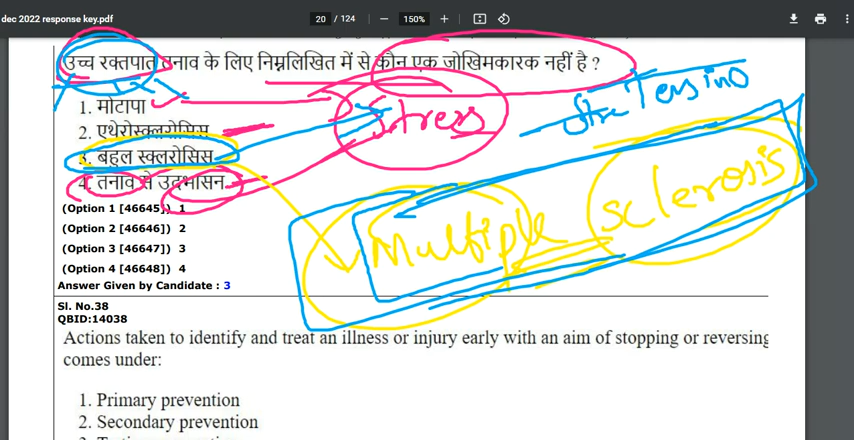 dec 2022 response key.pdf
20 / 124
150%
उच्च रक्तपात तनाव के लिए निम्नलिखित में से कौन एक जोखिमकारक नहीं है ?
1. मोटापा
2. एथेरोस्क्लरोसिस
3. बहुल स्क्लरोसिस
4. तनाव से उदभासन
Stress
Multiple sclerosis
(Option 1 [46645]) 1
(Option 2 [46646]) 2
(Option 3 [46647]) 3
(Option 4 [46648]) 4
Answer Given by Candidate : 3
Sl. No.38
QBID:14038
Actions taken to identify and treat an illness or injury early with an aim of stopping or reversing
comes under:
1. Primary prevention
2. Secondary prevention